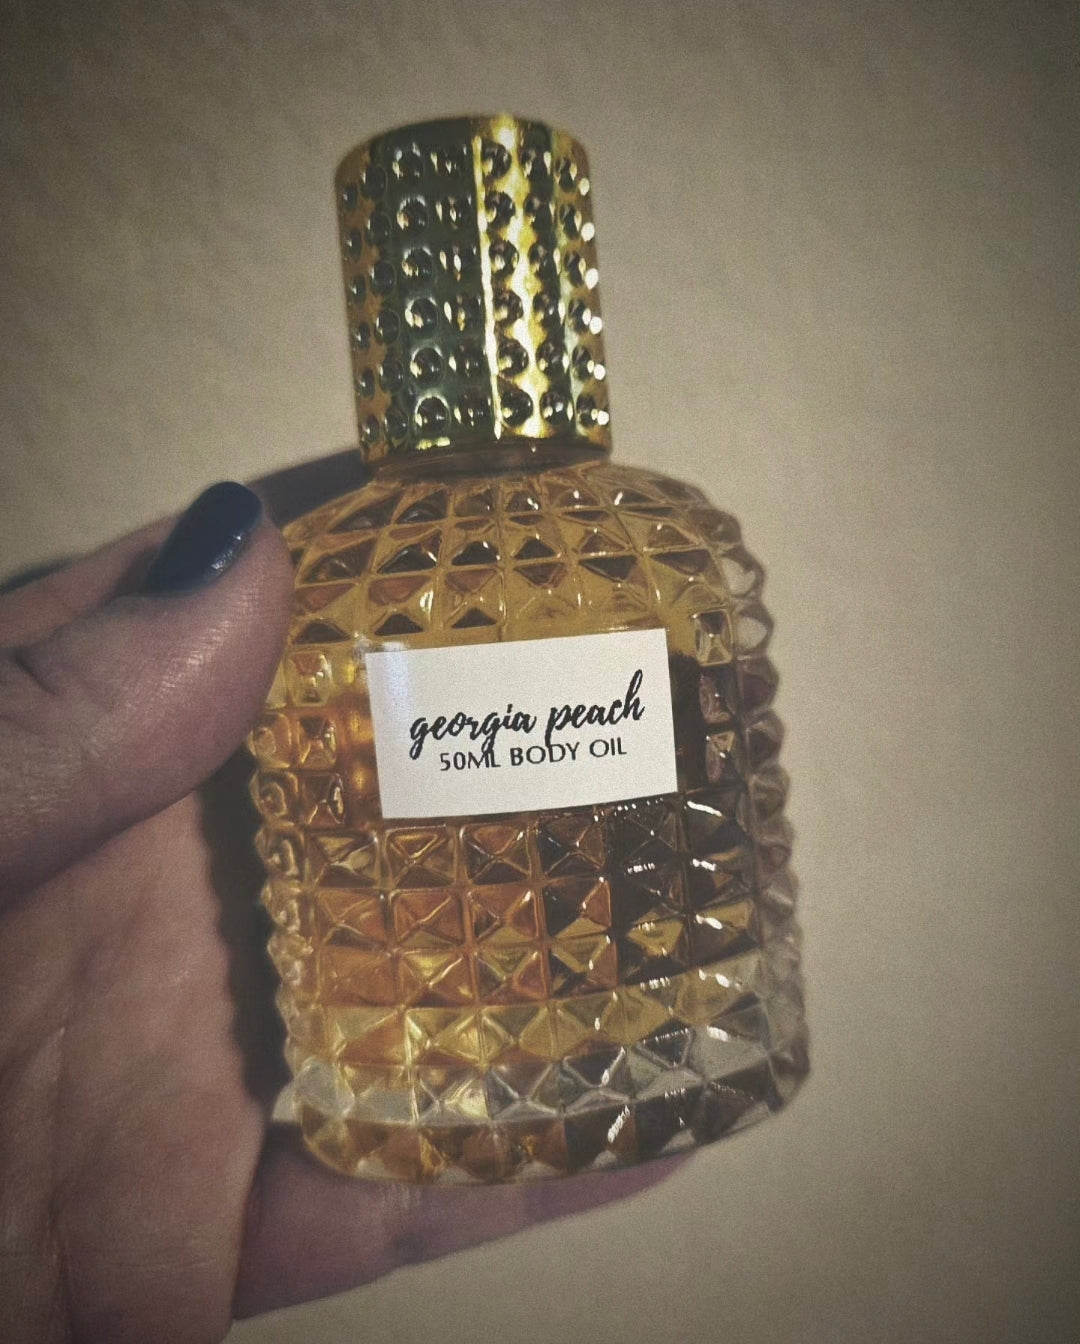 georgia peach
50ML BODY OIL